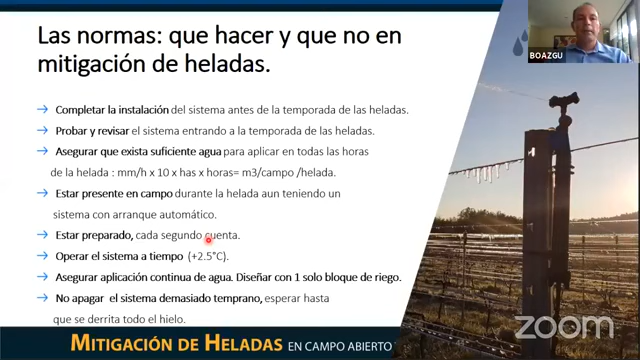 Las normas: que hacer y que no en
mitigación de heladas.
BOAZGU
→ Completar la instalación del sistema antes de la temporada de las heladas.
→ Probar y revisar el sistema entrando a la temporada de las heladas.
→ Asegurar que exista suficiente agua para aplicar en todas las horas
de la helada : mm/h x 10 x has x horas= m3/campo /helada.
→ Estar presente en campo durante la helada aun teniendo un
sistema con arranque automático.
→ Estar preparado, cada segundo cuenta.
→ Operar el sistema a tiempo (+2.5°C).
→ Asegurar aplicación continua de agua. Diseñar con 1 solo bloque de riego.
→ No apagar el sistema demasiado temprano, esperar hasta
que se derrita todo el hielo.
zoom
MITIGACIÓN DE HELADAS EN CAMPO ABIERTO